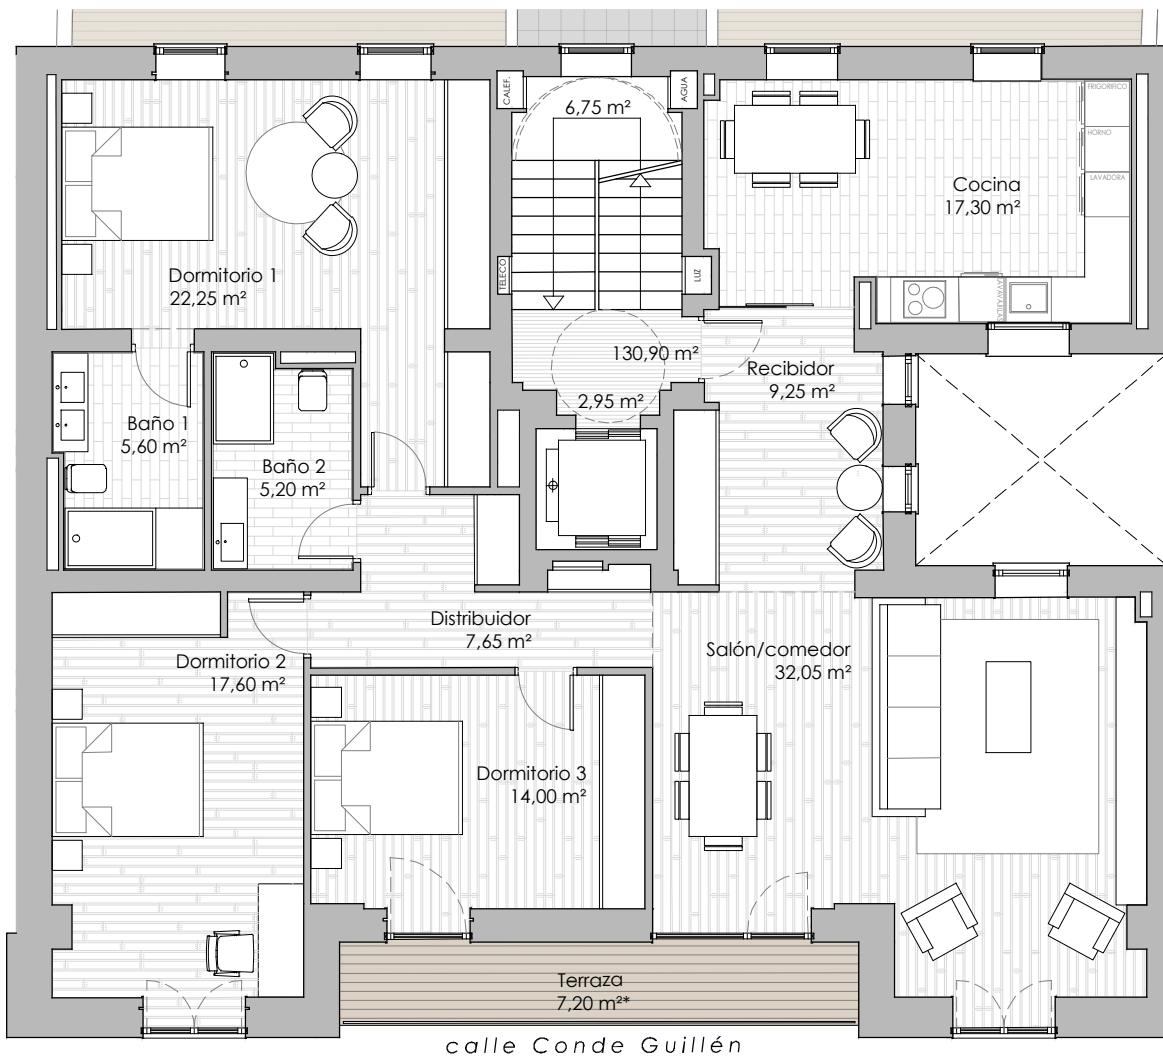 CALEF.
6,75 m²
AGUA
FRIGORIFICO
HORNO
LAVADORA
Cocina
17,30 m²
Dormitorio 1
22,25 m²
TELECO
LUZ
LAVAVAJILLAS
130,90 m²
Recibidor
9,25 m²
2,95 m²
Baño 1
5,60 m²
Baño 2
5,20 m²
Distribuidor
7,65 m²
Salón/comedor
32,05 m²
Dormitorio 2
17,60 m²
Dormitorio 3
14,00 m²
Terraza
7,20 m²*
calle Conde Guillén